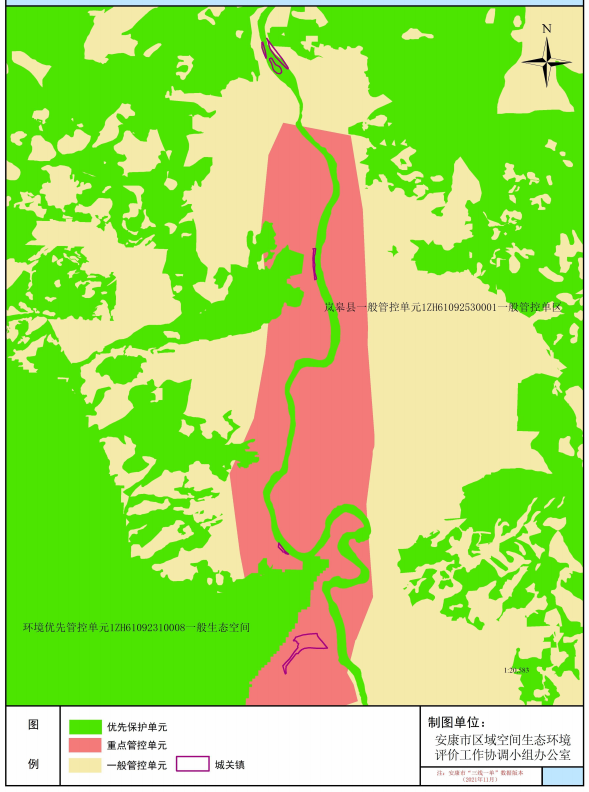 N
岚皋县一般管控单元1ZH61092530001一般管控单区
环境优先管控单元1ZH61092310008一般生态空间
1:20,583
图
例
优先保护单元
重点管控单元
一般管控单元
城关镇
制图单位：
安康市区域空间生态环境
评价工作协调小组办公室
注：安康市“三线一单”数据版本
（2021年11月）